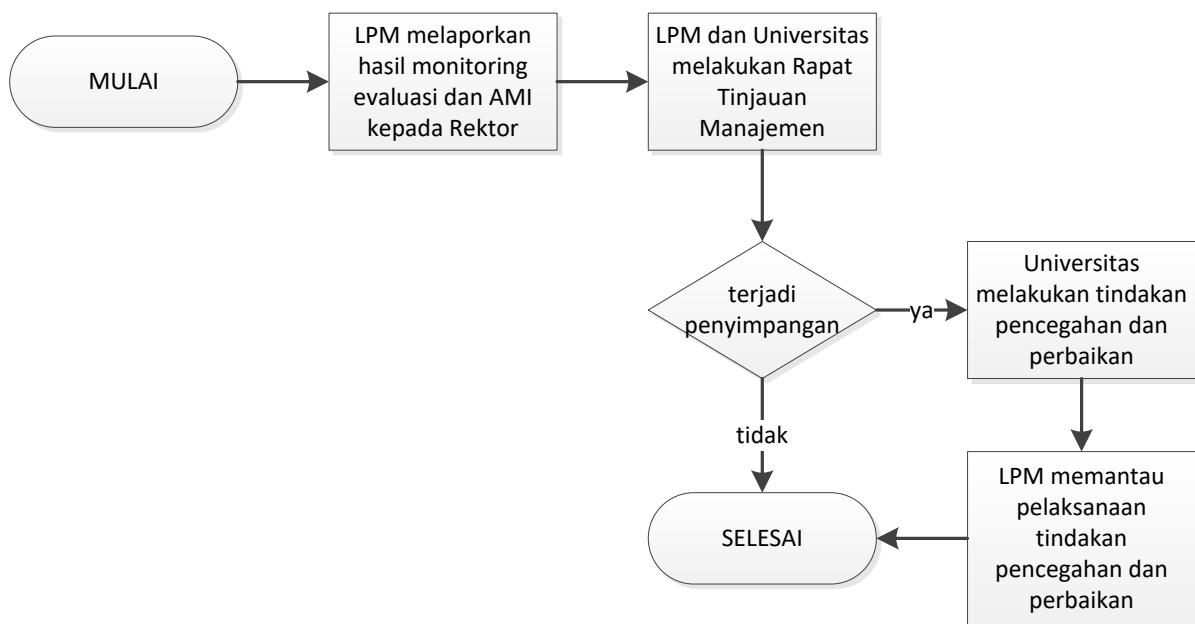 MULAI
LPM melaporkan
hasil monitoring
evaluasi dan AMI
kepada Rektor
LPM dan Universitas
melakukan Rapat
Tinjauan
Manajemen
terjadi
penyimpangan
ya
Universitas
melakukan tindakan
pencegahan dan
perbaikan
tidak
LPM memantau
pelaksanaan
tindakan
pencegahan dan
perbaikan
SELESAI